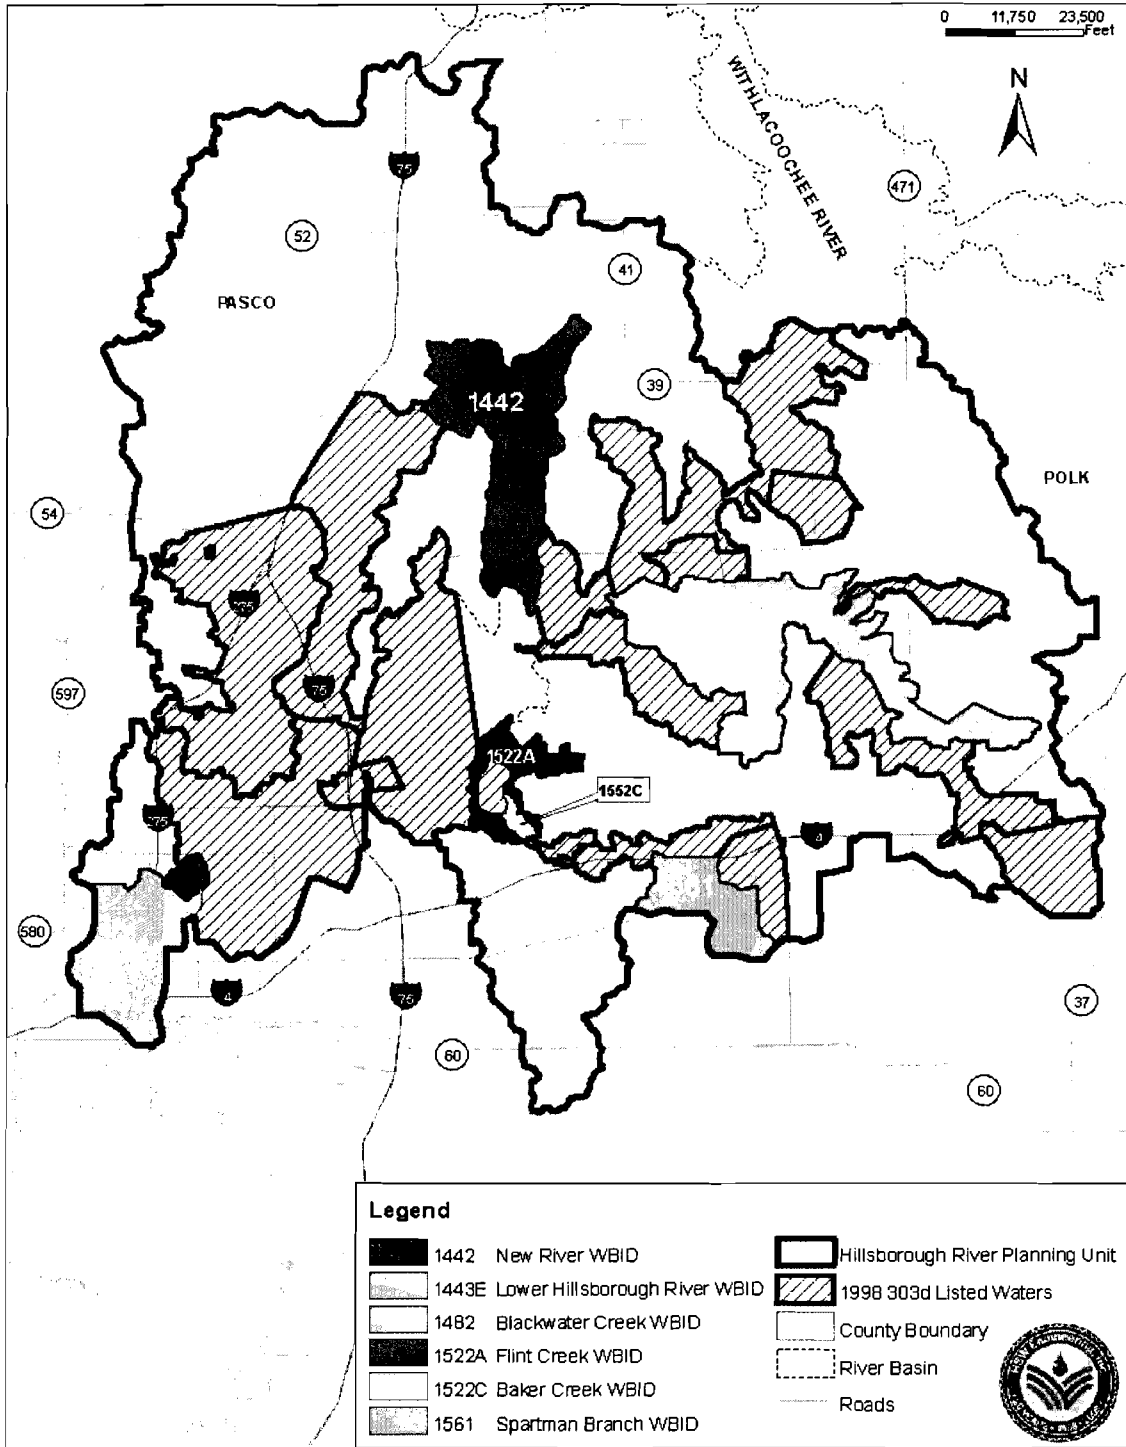 0 11,750 23,500
Feet
N
WITHLACOOCHEE RIVER
75
471
52
41
PASCO
39
1442
POLK
54
275
597
75
1522A
1552C
275
4
580
4
75
37
60
60
Legend
1442 New River WBID
1443E Lower Hillsborough River WBID
1482 Blackwater Creek WBID
1522A Flint Creek WBID
1522C Baker Creek WBID
1561 Spartman Branch WBID
Hillsborough River Planning Unit
1998 303d Listed Waters
County Boundary
River Basin
Roads